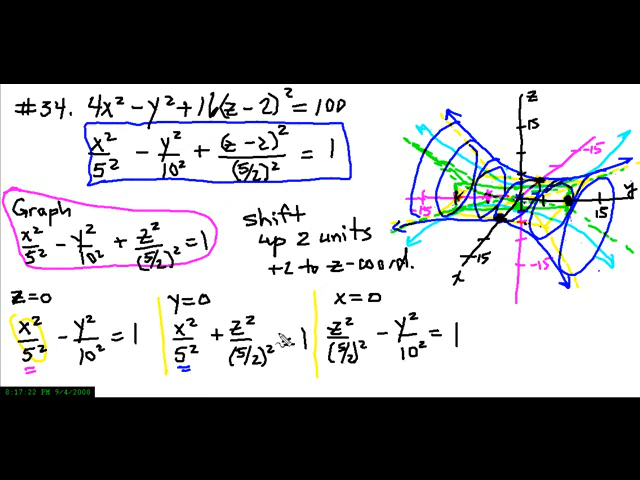 #34. 4x² − y² + 16(z − 2)² = 100
x²/5² − y²/10² + (z − 2)²/(5/2)² = 1
Graph
x²/5² − y²/10² + z²/(5/2)² = 1
shift
up 2 units
+2 to z-coord.
z=0
x²/5² − y²/10² = 1
y=0
x²/5² + z²/(5/2)² = 1
x=0
z²/(5/2)² − y²/10² = 1
z
15
-15
y
15
15
-15
-15
x
8:17:22 PM 9/4/2008